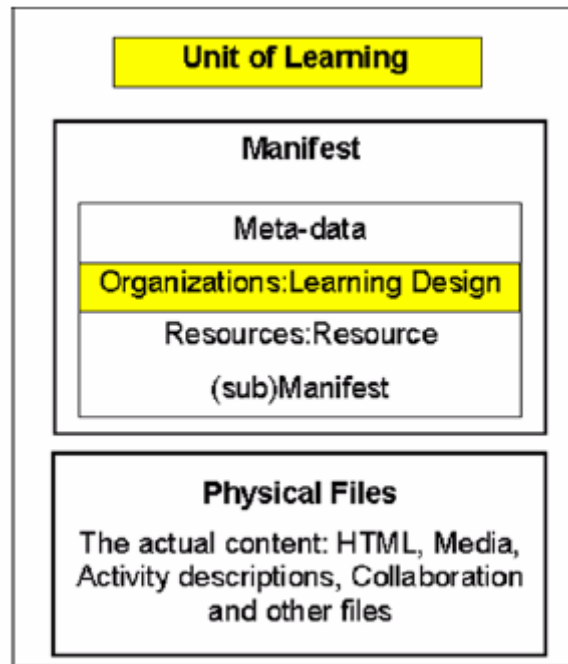 Unit of Learning
Manifest
Meta-data
Organizations:Learning Design
Resources:Resource
(sub)Manifest
Physical Files
The actual content: HTML, Media,
Activity descriptions, Collaboration
and other files